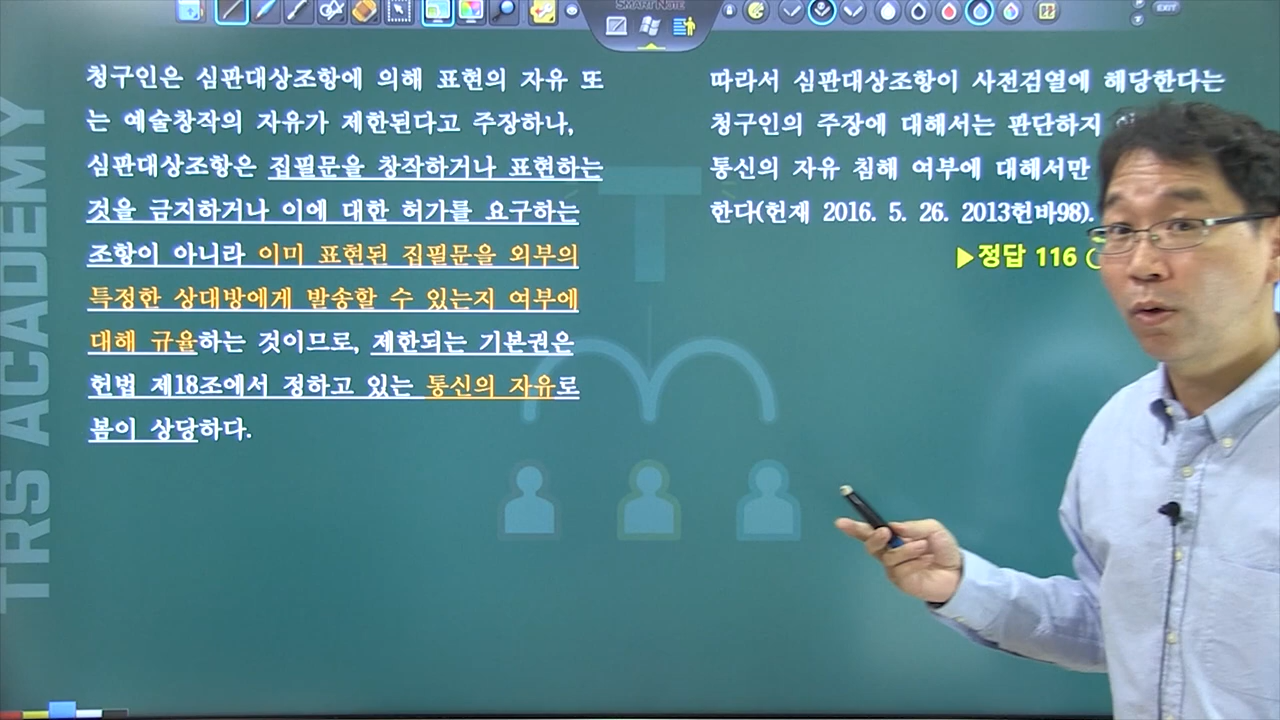 SMART NOTE
EXIT
TRS ACADEMY
청구인은 심판대상조항에 의해 표현의 자유 또
는 예술창작의 자유가 제한된다고 주장하나,
심판대상조항은 집필문을 창작하거나 표현하는
것을 금지하거나 이에 대한 허가를 요구하는
조항이 아니라 이미 표현된 집필문을 외부의
특정한 상대방에게 발송할 수 있는지 여부에
대해 규율하는 것이므로, 제한되는 기본권은
헌법 제18조에서 정하고 있는 통신의 자유로
봄이 상당하다.
따라서 심판대상조항이 사전검열에 해당한다는
청구인의 주장에 대해서는 판단하지
통신의 자유 침해 여부에 대해서만
한다(헌재 2016. 5. 26. 2013헌바98).
▶정답 116